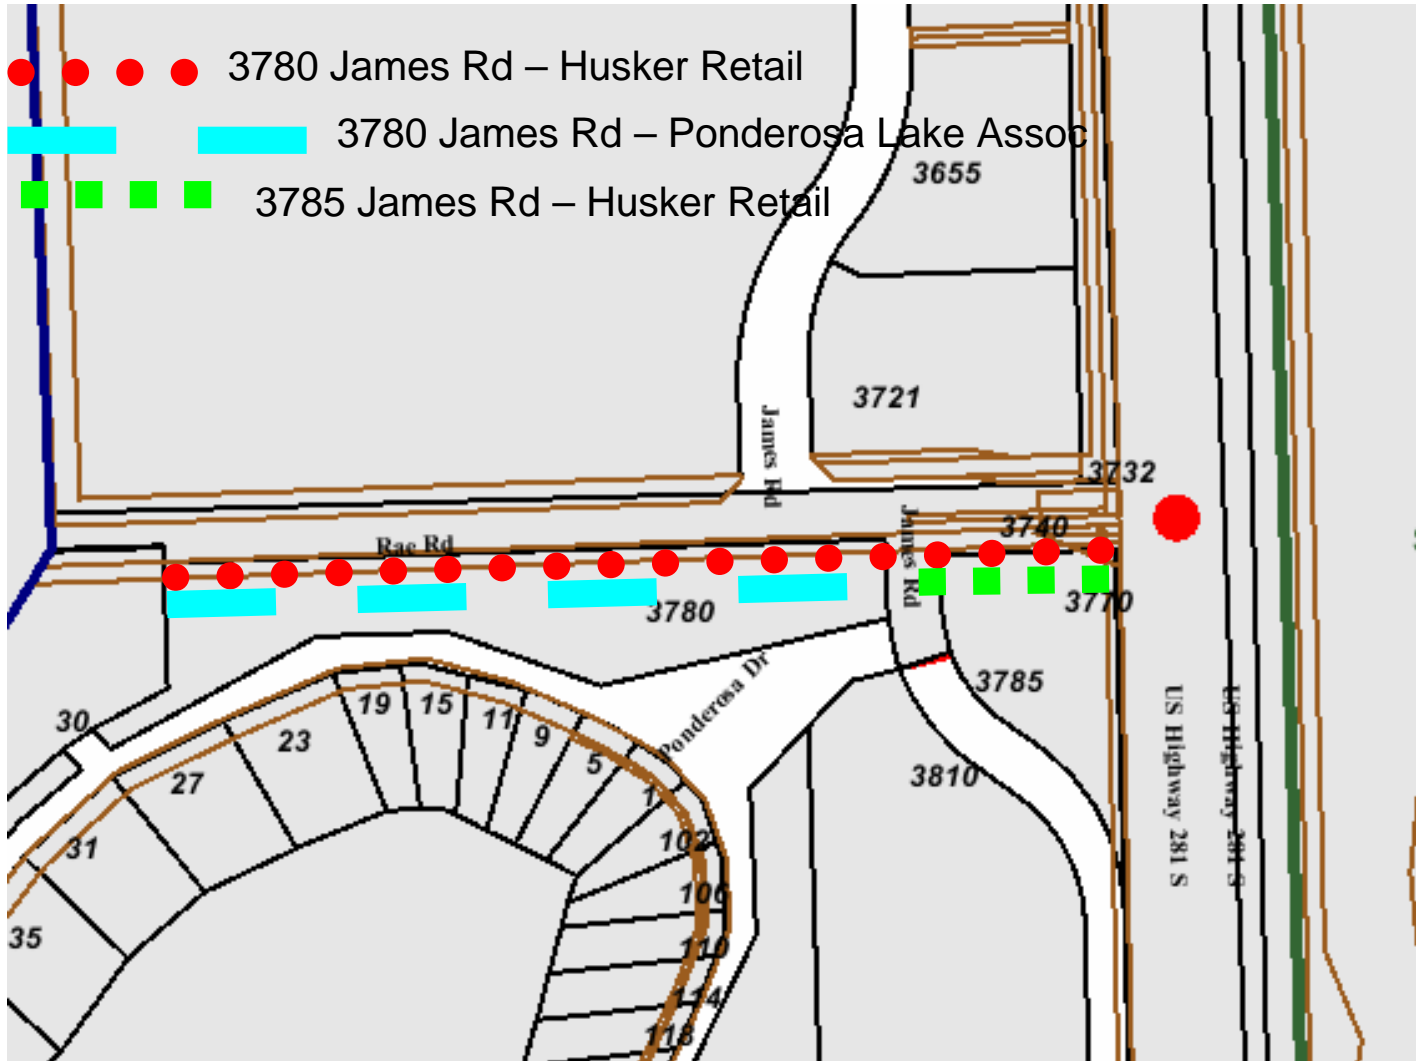 3780 James Rd – Husker Retail
3780 James Rd – Ponderosa Lake Assoc
3785 James Rd – Husker Retail
3655
3721
James Rd
3732
3740
James Rd
Rae Rd
3770
3780
3785
Ponderosa Dr
US Highway 281 S
US Highway 281 S
30
19
15
11
9
23
5
27
1
3810
102
31
106
35
110
114
118